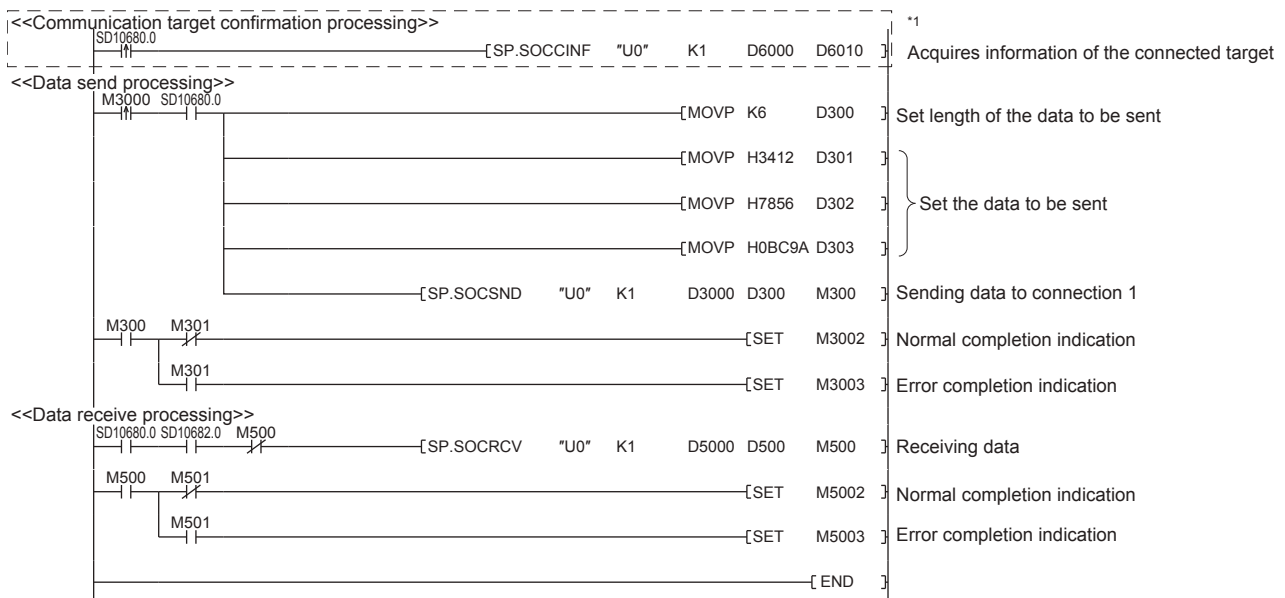 <<Communication target confirmation processing>> *1
SD10680.0
SP.SOCCINF "U0" K1 D6000 D6010 Acquires information of the connected target
<<Data send processing>>
M3000 SD10680.0
MOVP K6 D300 Set length of the data to be sent
MOVP H3412 D301
MOVP H7856 D302 Set the data to be sent
MOVP H0BC9A D303
SP.SOCSND "U0" K1 D3000 D300 M300 Sending data to connection 1
M300 M301
SET M3002 Normal completion indication
M301
SET M3003 Error completion indication
<<Data receive processing>>
SD10680.0 SD10682.0 M500
SP.SOCRCV "U0" K1 D5000 D500 M500 Receiving data
M500 M501
SET M5002 Normal completion indication
M501
SET M5003 Error completion indication
END